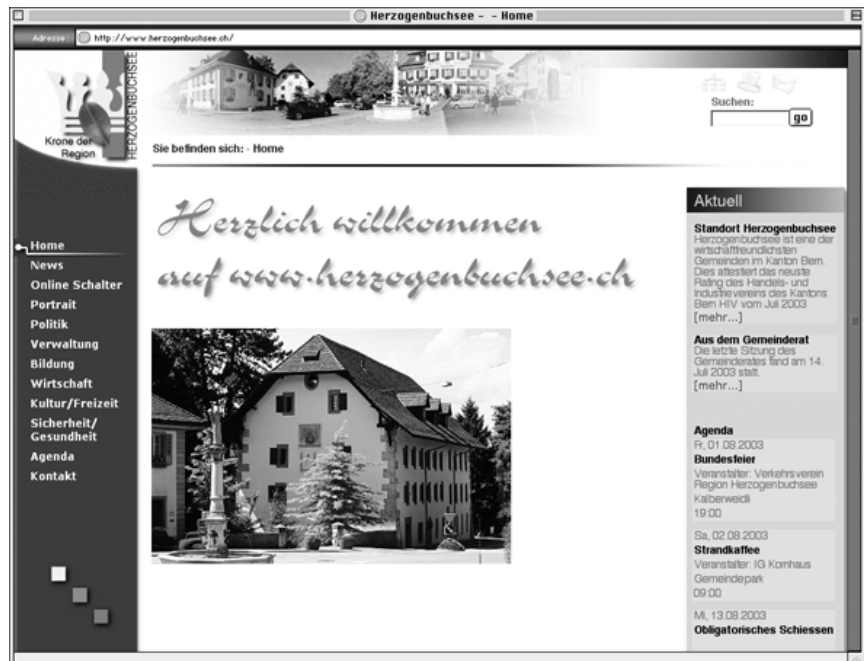 Herzogenbuchsee - - Home
Adresse: http://www.herzogenbuchsee.ch/
HERZOGENBUCHSEE
Krone der
Region
Suchen:
go
Sie befinden sich: - Home
Home
News
Online Schalter
Portrait
Politik
Verwaltung
Bildung
Wirtschaft
Kultur/Freizeit
Sicherheit/
Gesundheit
Agenda
Kontakt
Herzlich willkommen
auf www.herzogenbuchsee.ch
Aktuell
Standort Herzogenbuchsee
Herzogenbuchsee ist eine der
wirtschaftfreundlichsten
Gemeinden im Kanton Bern.
Dies attestiert das neuste
Rating des Handels- und
Industrievereins des Kantons
Bern HIV vom Juli 2003
[mehr...]
Aus dem Gemeinderat
Die letzte Sitzung des
Gemeinderates fand am 14.
Juli 2003 statt.
[mehr...]
Agenda
Fr, 01.08.2003
Bundesfeier
Veranstalter: Verkehrsverein
Region Herzogenbuchsee
Kalberweidli
19:00
Sa, 02.08.2003
Strandkaffee
Veranstalter: IG Kornhaus
Gemeindepark
09:00
Mi, 13.08.2003
Obligatorisches Schiessen